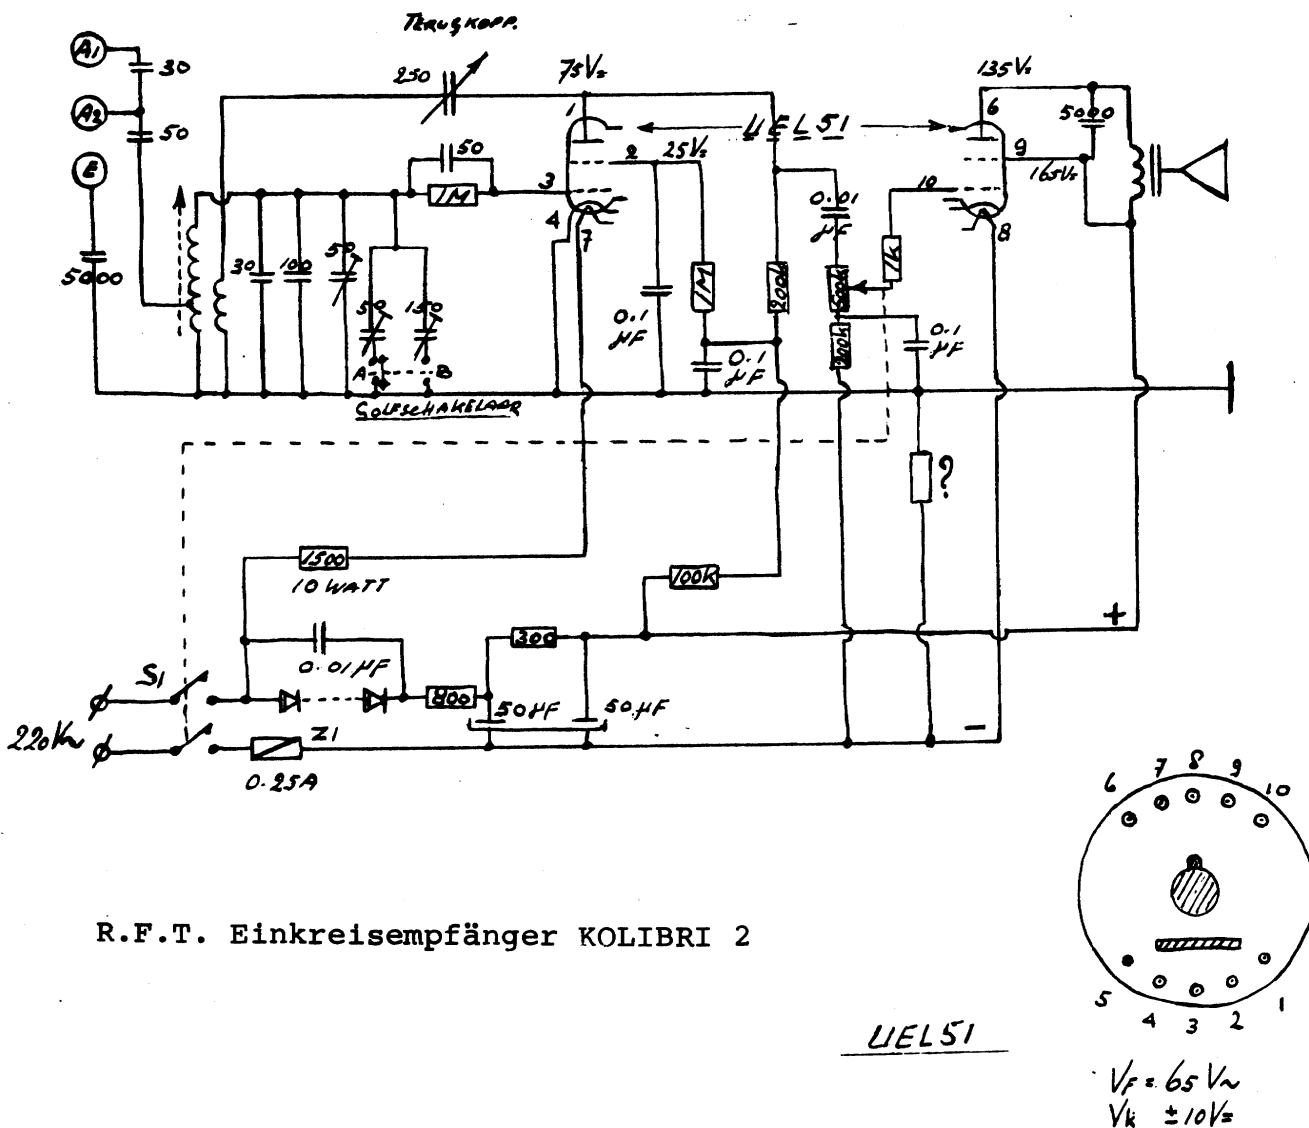 TERUGKOPP.
A1
30
250
75V=
135V=
A2
50
1
UEL51
6
5000
E
50
2
25V=
9
165V=
1M
3
10
0.01
µF
4
7
8
50
1k
5000
30
100
50
150
1M
200k
500k
0.1
µF
0.1
µF
200k
0.1
µF
A
B
GOLFSCHAKELAAR
?
1500
10 WATT
100k
+
300
0.01µF
S1
800
50µF
50µF
220V~
Z1
-
0.25A
6 7 8 9 10
R.F.T. Einkreisempfänger KOLIBRI 2
5 4 3 2 1
UEL51
VF = 65 V~
Vk ±10V=